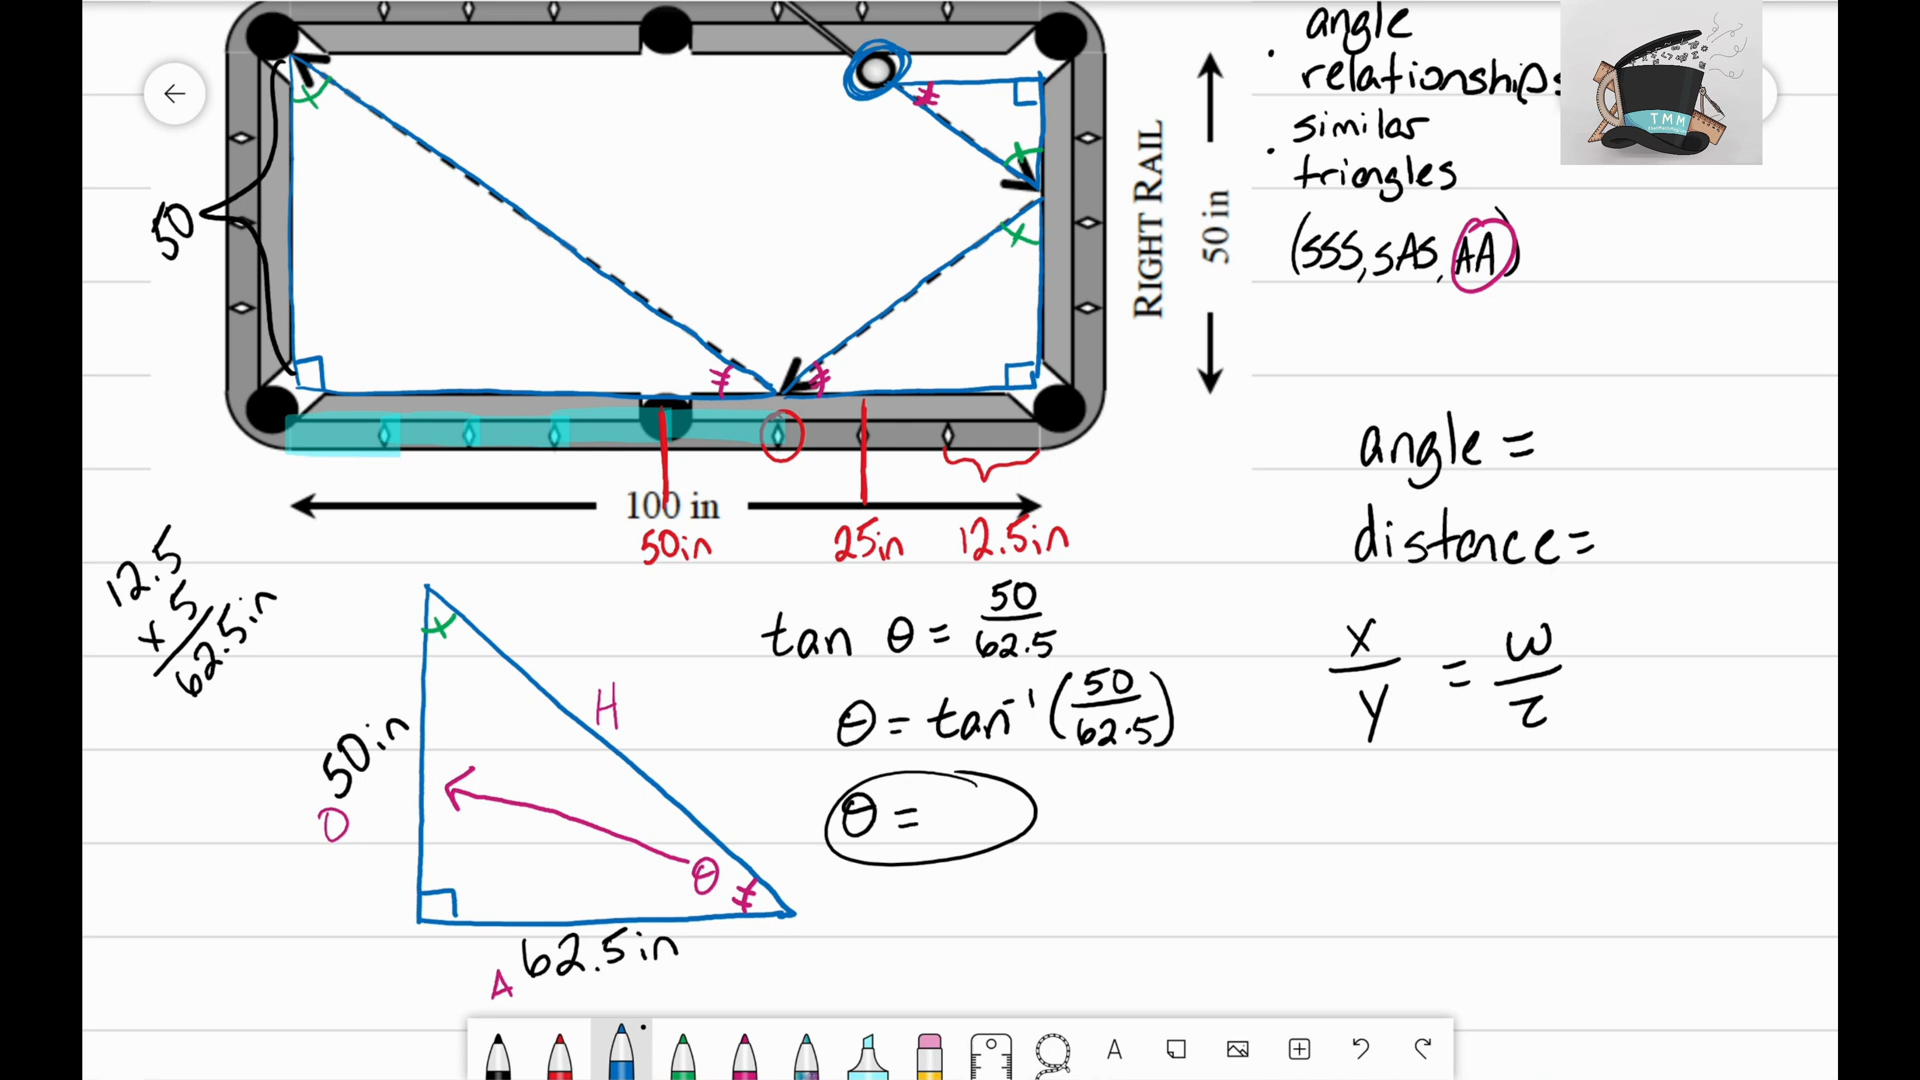 angle
relationships
similar
triangles
(SSS, SAS, AA)
TMM
50
RIGHT RAIL
50 in
100 in
50in
25in
12.5in
angle =
distance =
12.5
x 5
62.5in
tan θ = 50/62.5
θ = tan⁻¹ (50/62.5)
θ =
x/y = w/z
H
50in
O
θ
62.5in
A
A